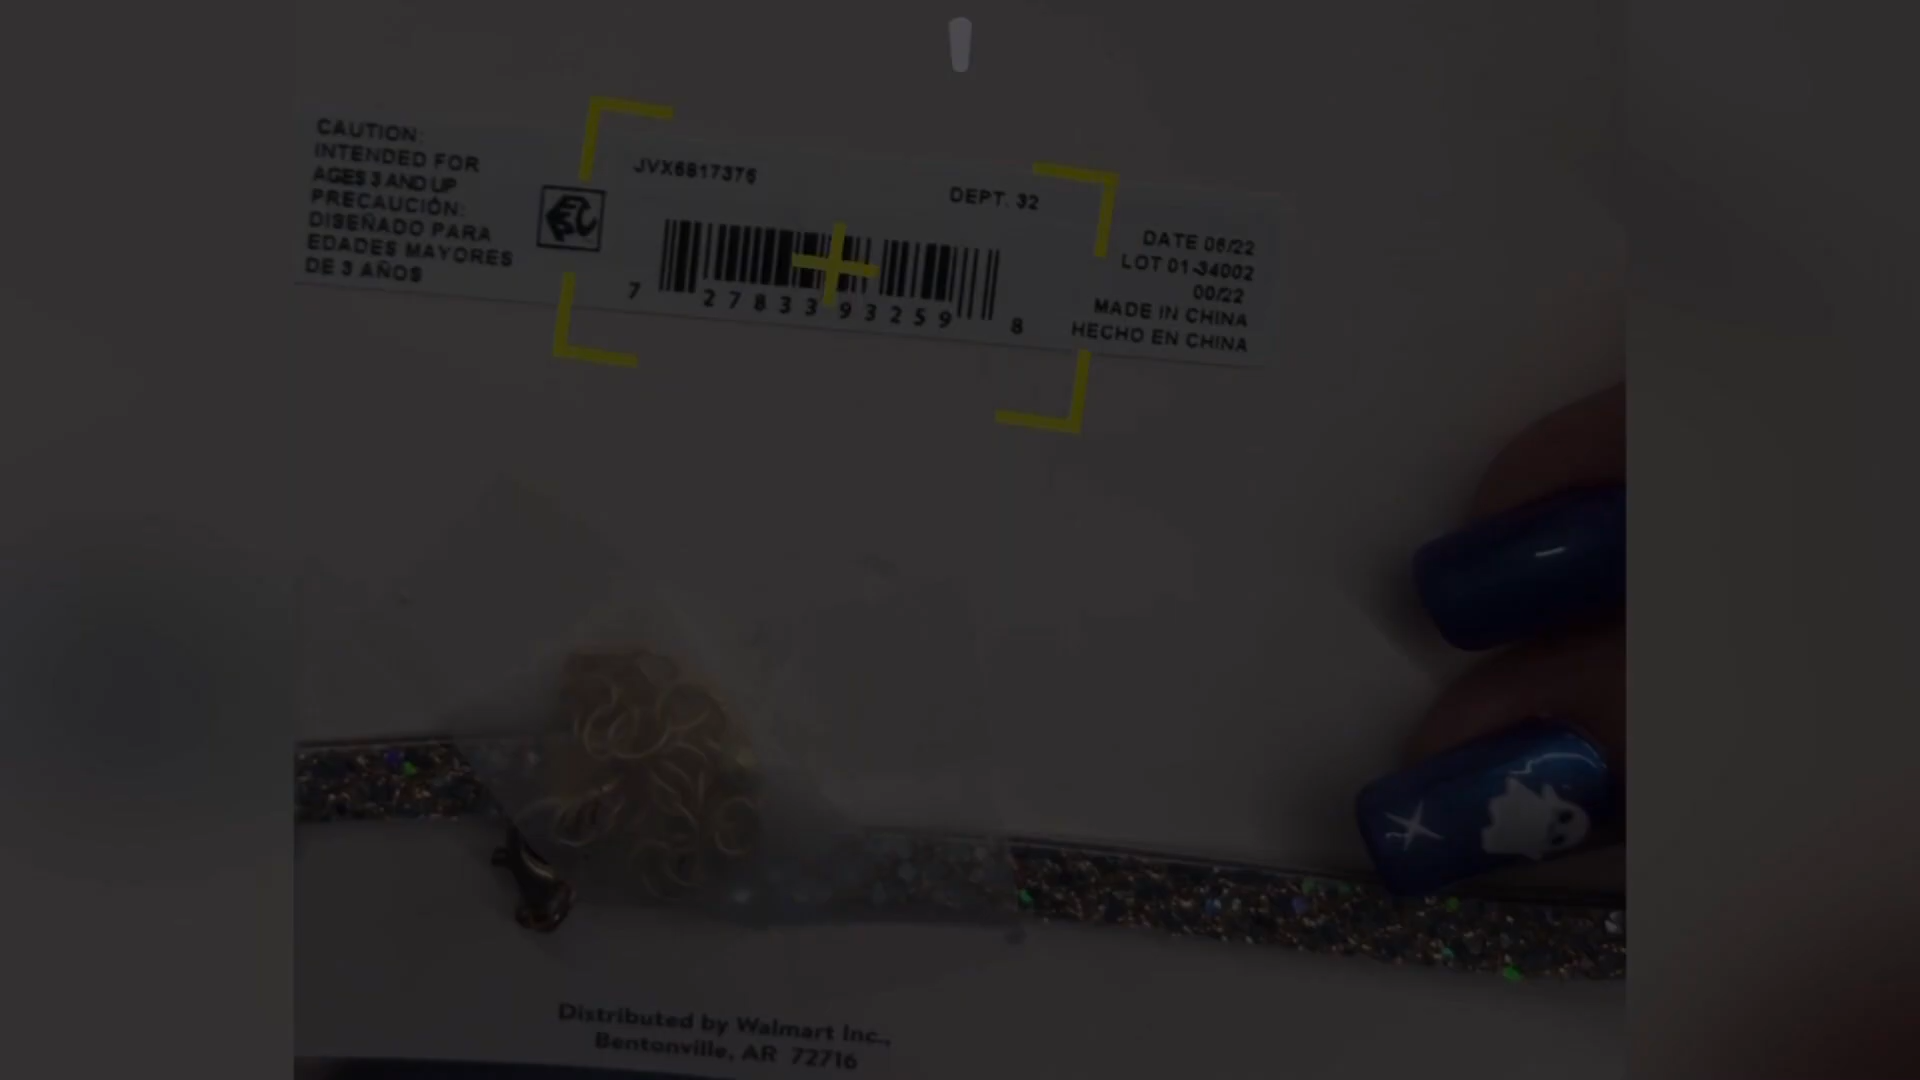 CAUTION:
INTENDED FOR
AGES 3 AND UP
PRECAUCIÓN:
DISEÑADO PARA
EDADES MAYORES
DE 3 AÑOS
JVX6817376
DEPT. 32
7 27833 93259 8
DATE 06/22
LOT 01-34002
00/22
MADE IN CHINA
HECHO EN CHINA
Distributed by Walmart Inc.,
Bentonville, AR 72716